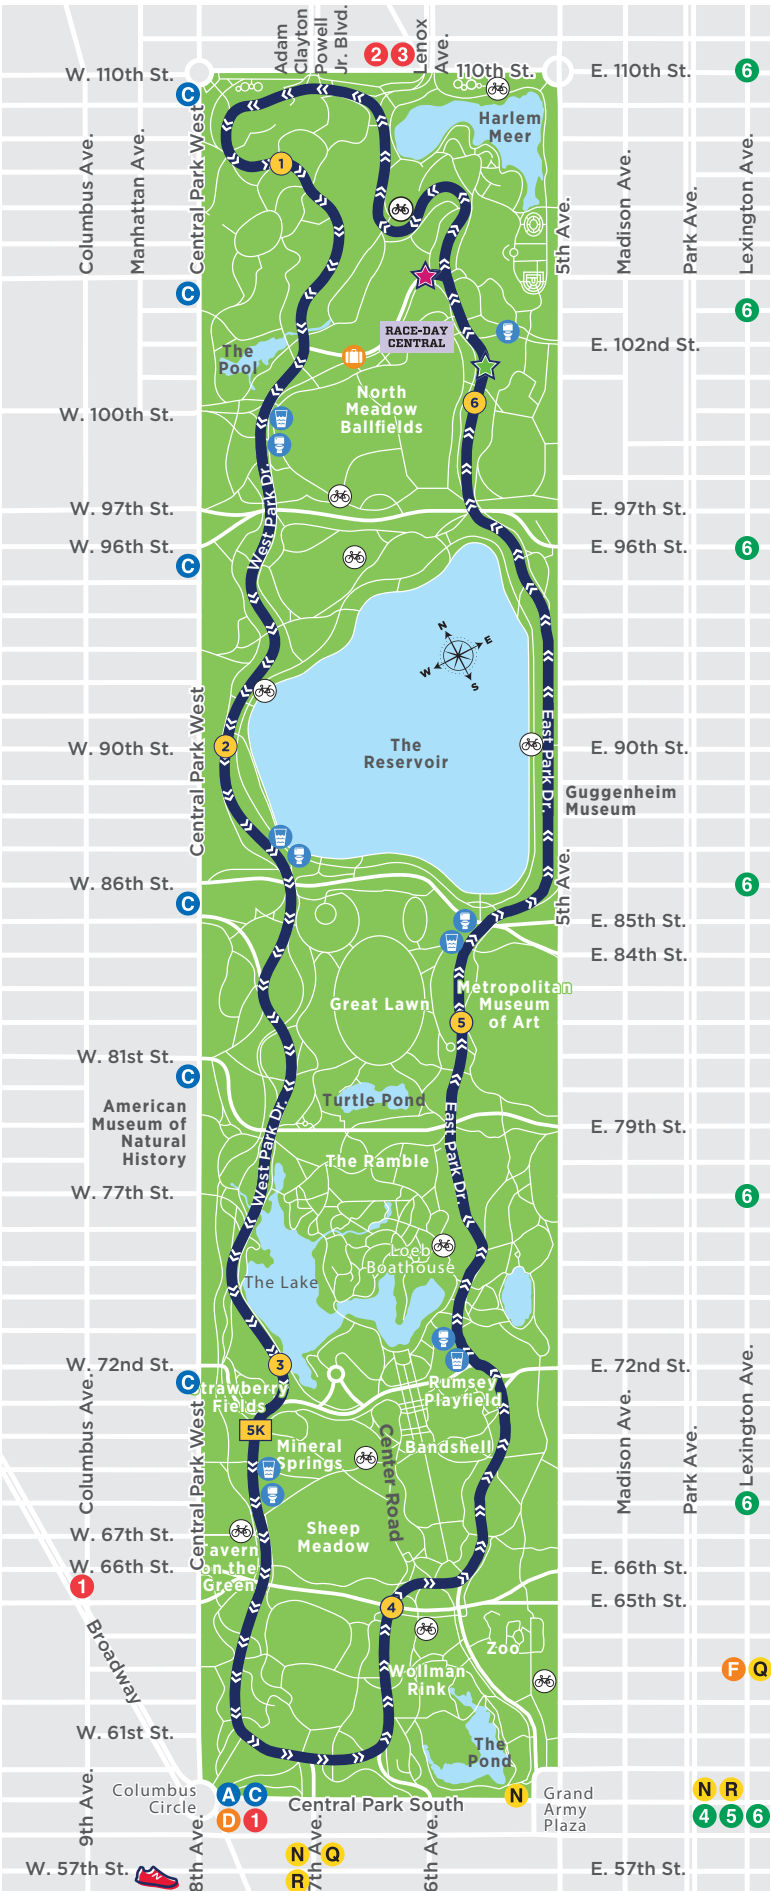 Adam
Clayton
Powell
Jr. Blvd.
2 3
Lenox
Ave.
W. 110th St.
110th St.
E. 110th St.
6
C
Harlem
Meer
Columbus Ave.
Manhattan Ave.
Central Park West
1
5th Ave.
Madison Ave.
Park Ave.
Lexington Ave.
C
6
RACE-DAY
CENTRAL
E. 102nd St.
The
Pool
North
Meadow
Ballfields
6
W. 100th St.
West Park Dr.
W. 97th St.
E. 97th St.
W. 96th St.
E. 96th St.
6
C
N
E
W
S
Central Park West
2
W. 90th St.
The
Reservoir
East Park Dr.
E. 90th St.
Guggenheim
Museum
5th Ave.
W. 86th St.
6
C
E. 85th St.
E. 84th St.
Great Lawn
Metropolitan
Museum
of Art
5
W. 81st St.
C
American
Museum of
Natural
History
Turtle Pond
West Park Dr.
East Park Dr.
E. 79th St.
The Ramble
W. 77th St.
6
Loeb
Boathouse
The Lake
W. 72nd St.
3
E. 72nd St.
C
Strawberry
Fields
Rumsey
Playfield
5K
Columbus Ave.
Central Park West
Mineral
Springs
Center Road
Bandshell
Madison Ave.
Park Ave.
Lexington Ave.
6
W. 67th St.
Sheep
Meadow
Tavern
on the
Green
W. 66th St.
1
E. 66th St.
4
E. 65th St.
Broadway
Zoo
F Q
Wollman
Rink
W. 61st St.
The
Pond
Columbus
Circle
A C
D 1
Central Park South
N
Grand
Army
Plaza
N R
4 5 6
9th Ave.
8th Ave.
7th Ave.
6th Ave.
N Q
R
W. 57th St.
E. 57th St.